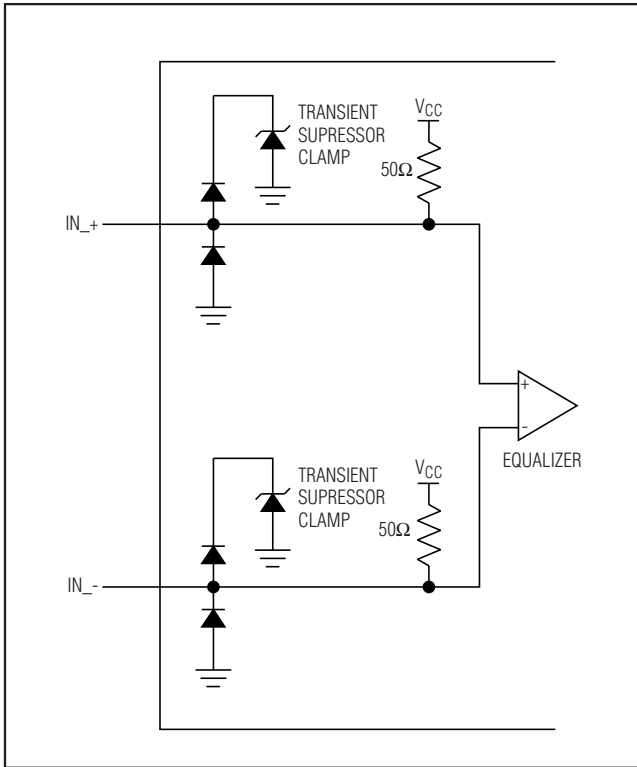 TRANSIENT
SUPRESSOR
CLAMP
VCC
50Ω
IN_+
+
-
EQUALIZER
TRANSIENT
SUPRESSOR
CLAMP
VCC
50Ω
IN_-